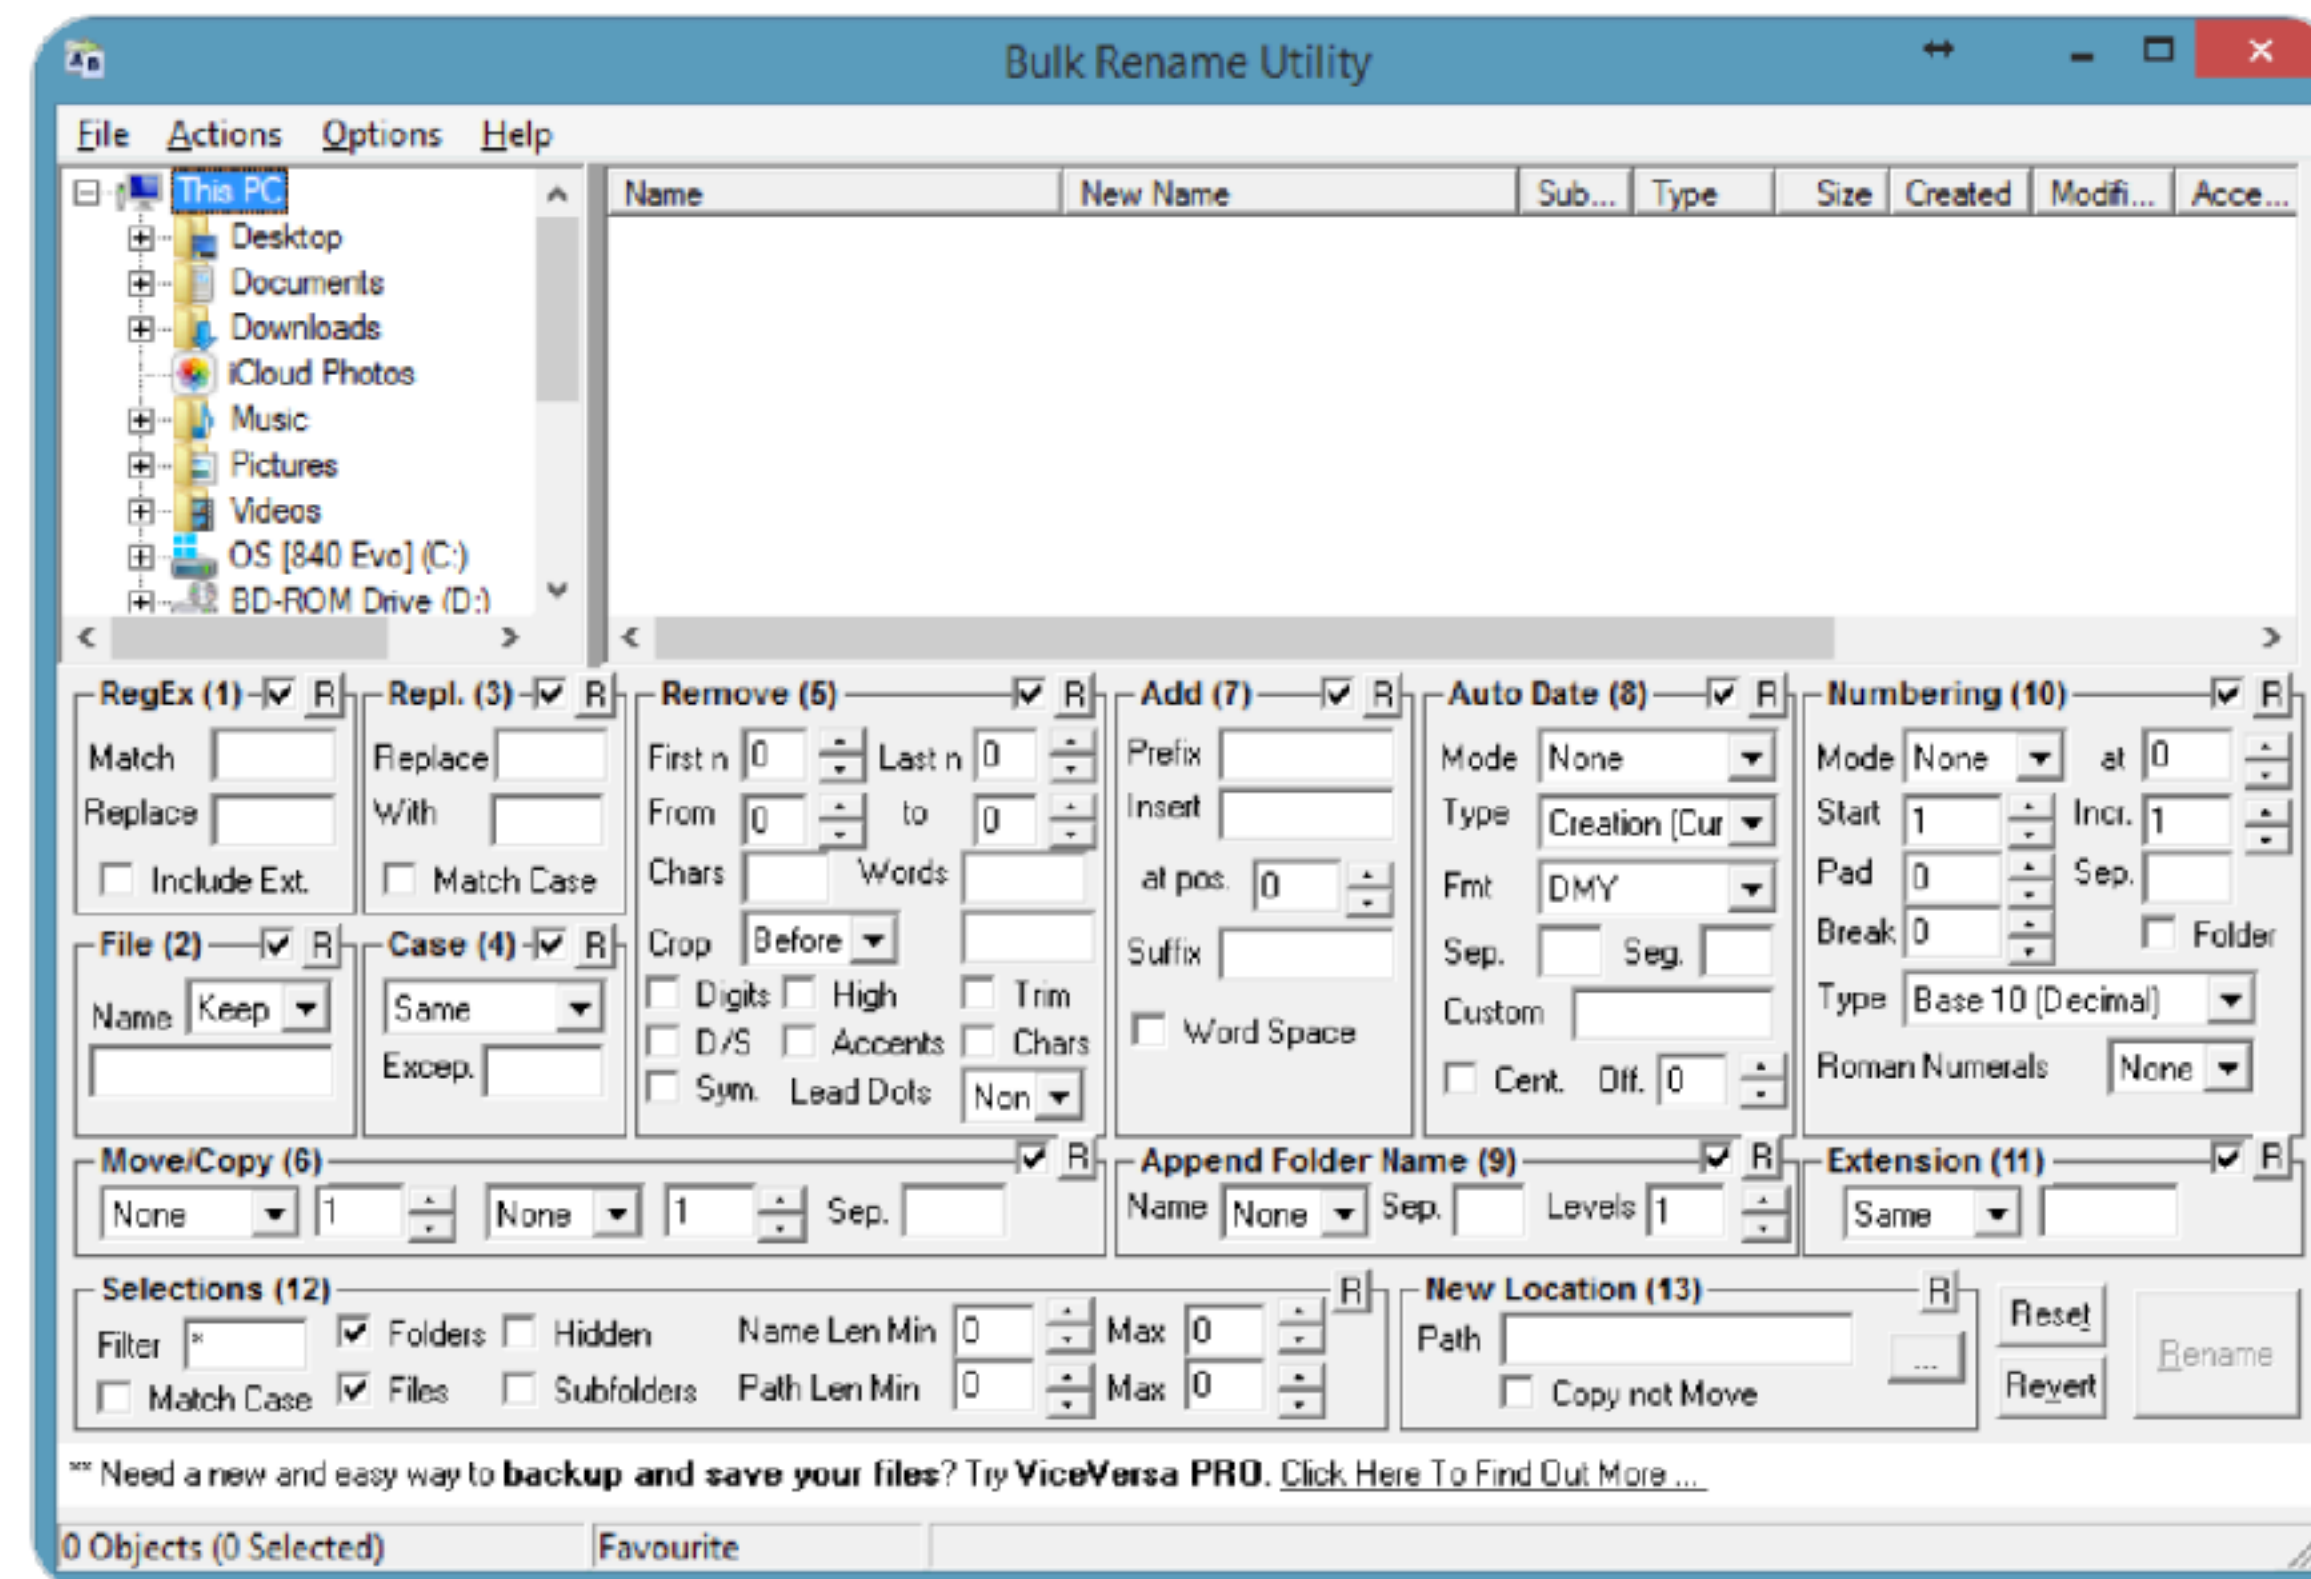 Bulk Rename Utility
File Actions Options Help
This PC
Desktop
Documents
Downloads
iCloud Photos
Music
Pictures
Videos
OS [840 Evo] (C:)
BD-ROM Drive (D:)
Name New Name Sub... Type Size Created Modifi... Acce...
RegEx (1) R
Match
Replace
Include Ext.
Repl. (3) R
Replace
With
Match Case
File (2) R
Name Keep
Case (4) R
Same
Excep.
Remove (5) R
First n 0 Last n 0
From 0 to 0
Chars Words
Crop Before
Digits High Trim
D/S Accents Chars
Sym. Lead Dots Non
Add (7) R
Prefix
Insert
at pos. 0
Suffix
Word Space
Auto Date (8) R
Mode None
Type Creation (Cur
Fmt DMY
Sep. Seg.
Custom
Cent. Off. 0
Numbering (10) R
Mode None at 0
Start 1 Incr. 1
Pad 0 Sep.
Break 0 Folder
Type Base 10 (Decimal)
Roman Numerals None
Move/Copy (6) R
None 1 None 1 Sep.
Append Folder Name (9) R
Name None Sep. Levels 1
Extension (11) R
Same
Selections (12) R
Filter * Folders Hidden Name Len Min 0 Max 0
Match Case Files Subfolders Path Len Min 0 Max 0
New Location (13) R
Path ...
Copy not Move
Reset
Revert
Rename
** Need a new and easy way to backup and save your files? Try ViceVersa PRO. Click Here To Find Out More ...
0 Objects (0 Selected) Favourite